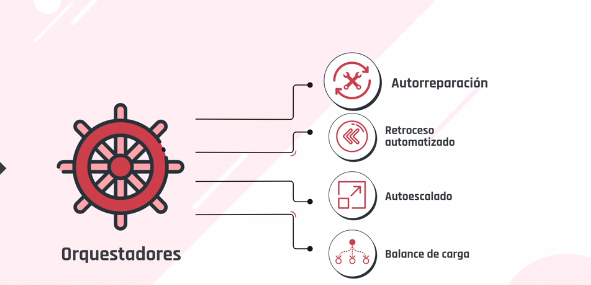 Autorreparación
Retroceso
automatizado
Autoescalado
Balance de carga
Orquestadores